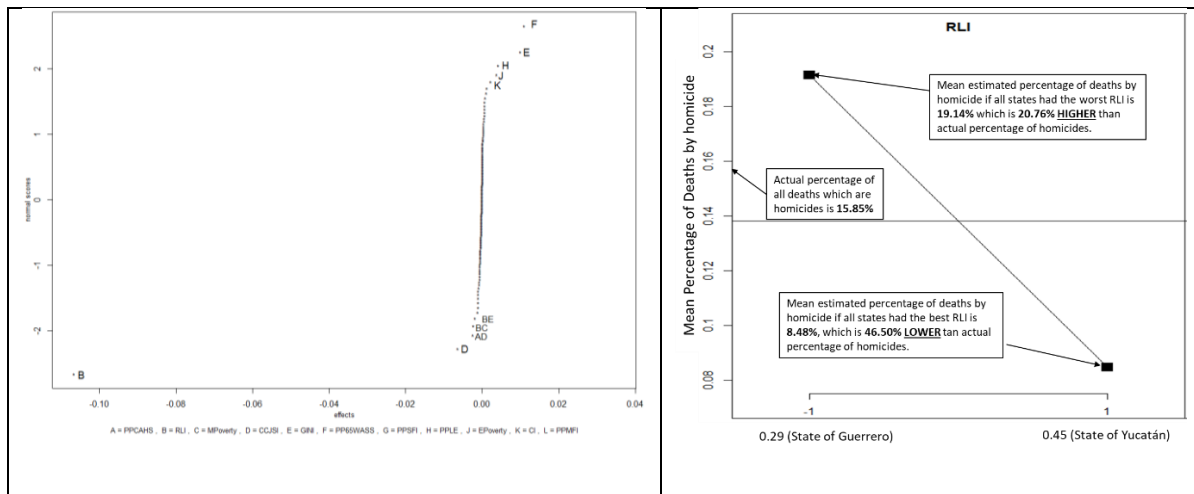 F
E
H
J
K
2
1
0
-1
-2
normal scores
BE
BC
AD
D
B
-0.10
-0.08
-0.06
-0.04
-0.02
0.00
0.02
0.04
effects
A = PPCAHS , B = RLI , C = MPoverty , D = CCJSI , E = GINI , F = PP65WASS , G = PPSFI , H = PPLE , J = EPoverty , K = CI , L = PPMFI
RLI
Mean Percentage of Deaths by homicide
0.2
0.18
0.16
0.14
0.12
0.1
0.08
Mean estimated percentage of deaths by
homicide if all states had the worst RLI is
19.14% which is 20.76% HIGHER than
actual percentage of homicides.
Actual percentage of
all deaths which are
homicides is 15.85%
Mean estimated percentage of deaths by
homicide if all states had the best RLI is
8.48%, which is 46.50% LOWER tan actual
percentage of homicides.
-1
1
0.29 (State of Guerrero)
0.45 (State of Yucatán)